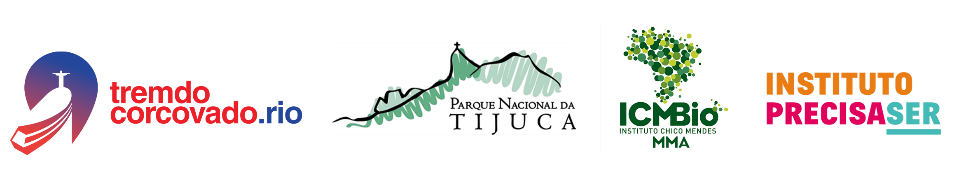 tremdo
corcovado.rio
PARQUE NACIONAL DA
TIJUCA
ICMBio
INSTITUTO CHICO MENDES
MMA
INSTITUTO
PRECISASER